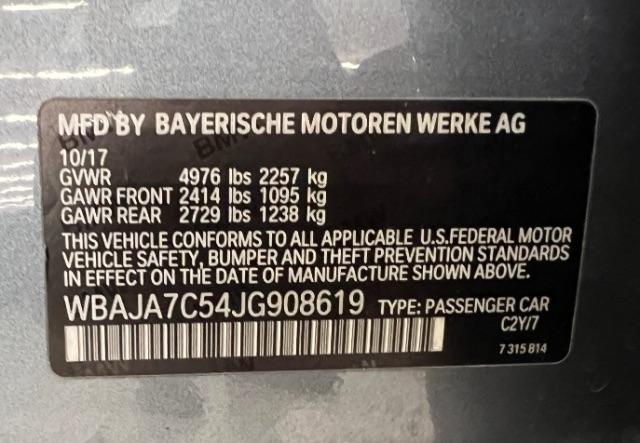 MFD BY BAYERISCHE MOTOREN WERKE AG
10/17
GVWR 4976 lbs 2257 kg
GAWR FRONT 2414 lbs 1095 kg
GAWR REAR 2729 lbs 1238 kg
THIS VEHICLE CONFORMS TO ALL APPLICABLE U.S.FEDERAL MOTOR
VEHICLE SAFETY, BUMPER AND THEFT PREVENTION STANDARDS
IN EFFECT ON THE DATE OF MANUFACTURE SHOWN ABOVE.
WBAJA7C54JG908619 TYPE: PASSENGER CAR
C2Y/7
7 315 814